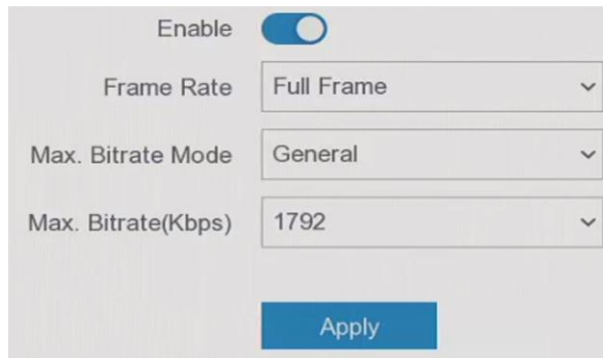 Enable
Frame Rate Full Frame
Max. Bitrate Mode General
Max. Bitrate(Kbps) 1792
Apply